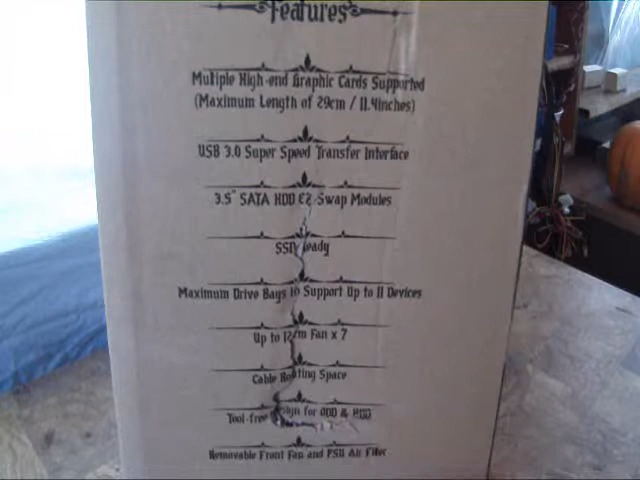 Features
Multiple High-end Graphic Cards Supported
(Maximum Length of 29cm / 11.4inches)
USB 3.0 Super Speed Transfer Interface
3.5" SATA HDD EZ Swap Modules
SSD Ready
Maximum Drive Bays to Support Up to 11 Devices
Up to 12cm Fan x 7
Cable Routing Space
Tool-free Design for ODD & HDD
Removable Front Fan and PSU Air Filter